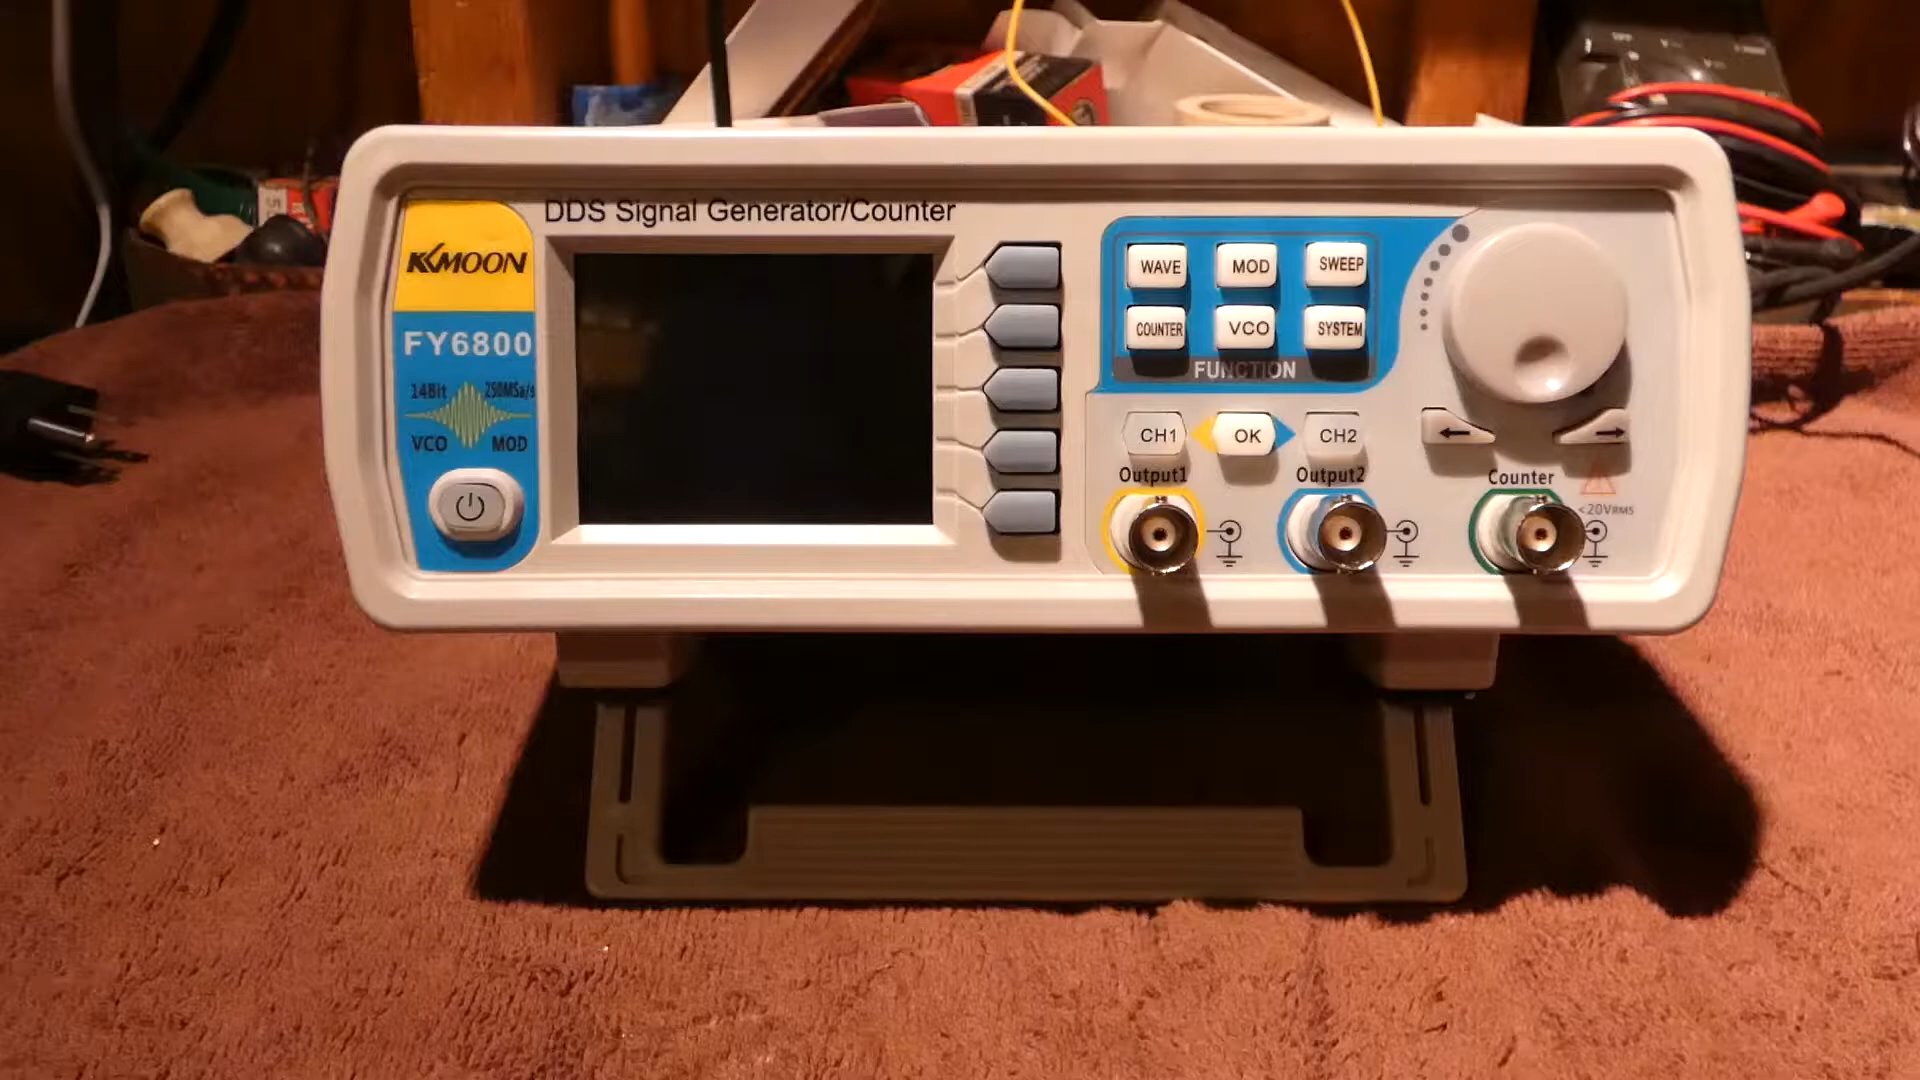 DDS Signal Generator/Counter
KKMOON
FY6800
14Bit 250MSa/s
VCO MOD
WAVE MOD SWEEP
COUNTER VCO SYSTEM
FUNCTION
CH1 OK CH2
← →
Output1 Output2 Counter
<20VRMS